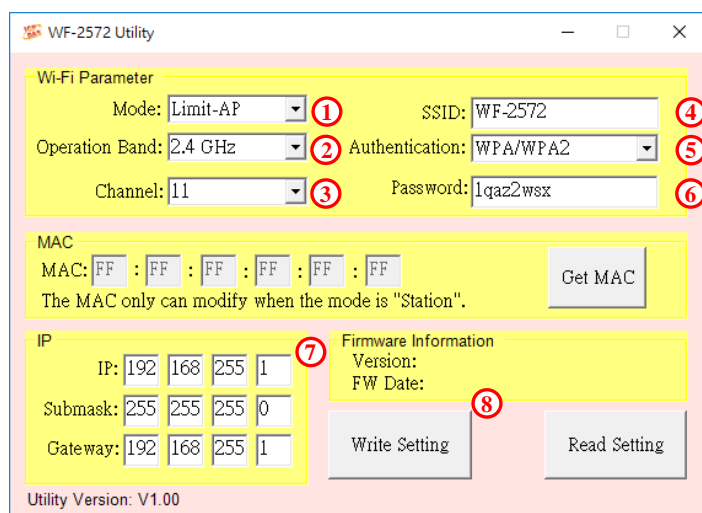 WF-2572 Utility
Wi-Fi Parameter
Mode: Limit-AP ① SSID: WF-2572 ④
Operation Band: 2.4 GHz ② Authentication: WPA/WPA2 ⑤
Channel: 11 ③ Password: 1qaz2wsx ⑥
MAC
MAC: FF : FF : FF : FF : FF : FF Get MAC
The MAC only can modify when the mode is "Station".
IP ⑦ Firmware Information
IP: 192 168 255 1 Version:
FW Date:
Submask: 255 255 255 0 ⑧
Gateway: 192 168 255 1 Write Setting Read Setting
Utility Version: V1.00